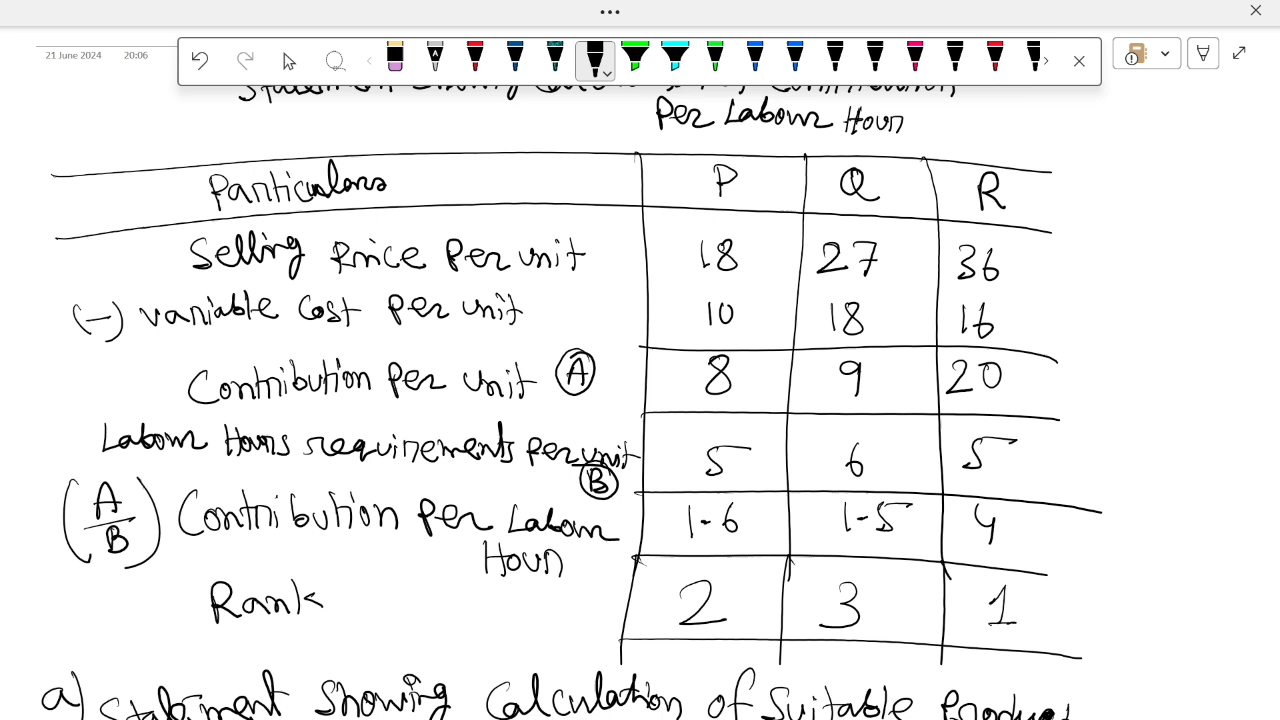 21 June 2024 20:06
Statement Showing
Per Labour Hour
Particulars P Q R
Selling Price Per unit 18 27 36
(-) variable Cost per unit 10 18 16
Contribution per unit (A) 8 9 20
Labour Hours requirements per unit (B) 5 6 5
(A/B) Contribution per Labour Hour 1.6 1.5 4
Rank 2 3 1
a) Statement Showing Calculation of Suitable Product